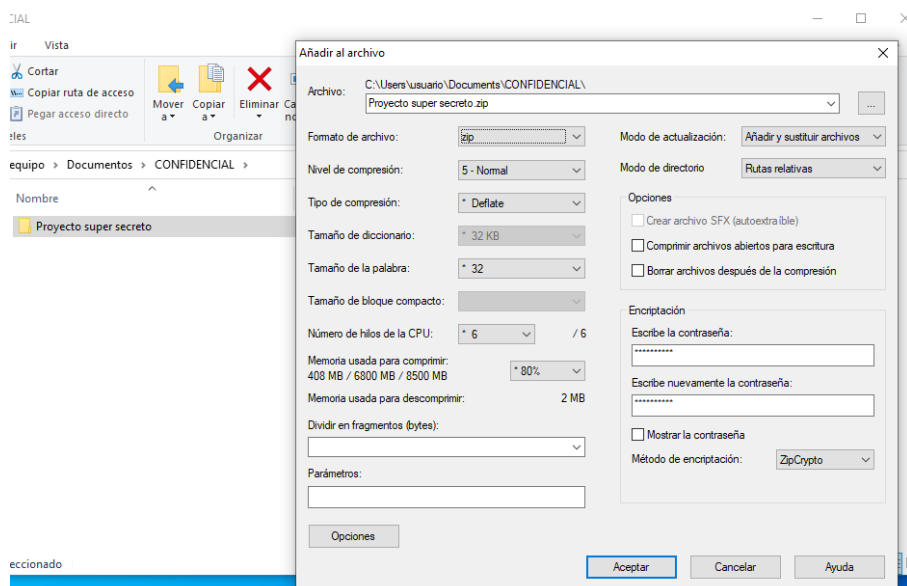 CIAL
ir Vista
Cortar
Copiar ruta de acceso
Pegar acceso directo
eles
Mover a
Copiar a
Eliminar
Ca
no
Organizar
equipo > Documentos > CONFIDENCIAL >
Nombre
Proyecto super secreto
eccionado
Añadir al archivo
Archivo:
C:\Users\usuario\Documents\CONFIDENCIAL\
Proyecto super secreto.zip
...
Formato de archivo: zip
Nivel de compresión: 5 - Normal
Tipo de compresión: * Deflate
Tamaño de diccionario: * 32 KB
Tamaño de la palabra: * 32
Tamaño de bloque compacto:
Número de hilos de la CPU: * 6 / 6
Memoria usada para comprimir:
408 MB / 6800 MB / 8500 MB
* 80%
Memoria usada para descomprimir: 2 MB
Dividir en fragmentos (bytes):
Parámetros:
Opciones
Modo de actualización: Añadir y sustituir archivos
Modo de directorio Rutas relativas
Opciones
Crear archivo SFX (autoextraíble)
Comprimir archivos abiertos para escritura
Borrar archivos después de la compresión
Encriptación
Escribe la contraseña:
**********
Escribe nuevamente la contraseña:
**********
Mostrar la contraseña
Método de encriptación: ZipCrypto
Aceptar
Cancelar
Ayuda